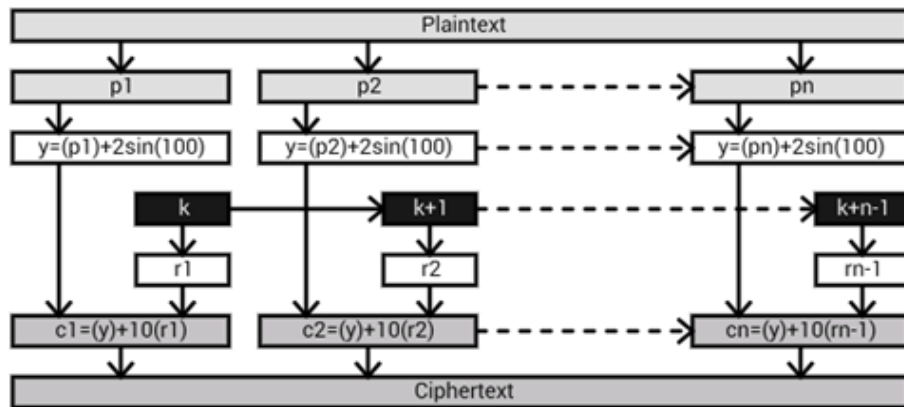 Plaintext
p1
p2
pn
y=(p1)+2sin(100)
y=(p2)+2sin(100)
y=(pn)+2sin(100)
k
k+1
k+n-1
r1
r2
rn-1
c1=(y)+10(r1)
c2=(y)+10(r2)
cn=(y)+10(rn-1)
Ciphertext